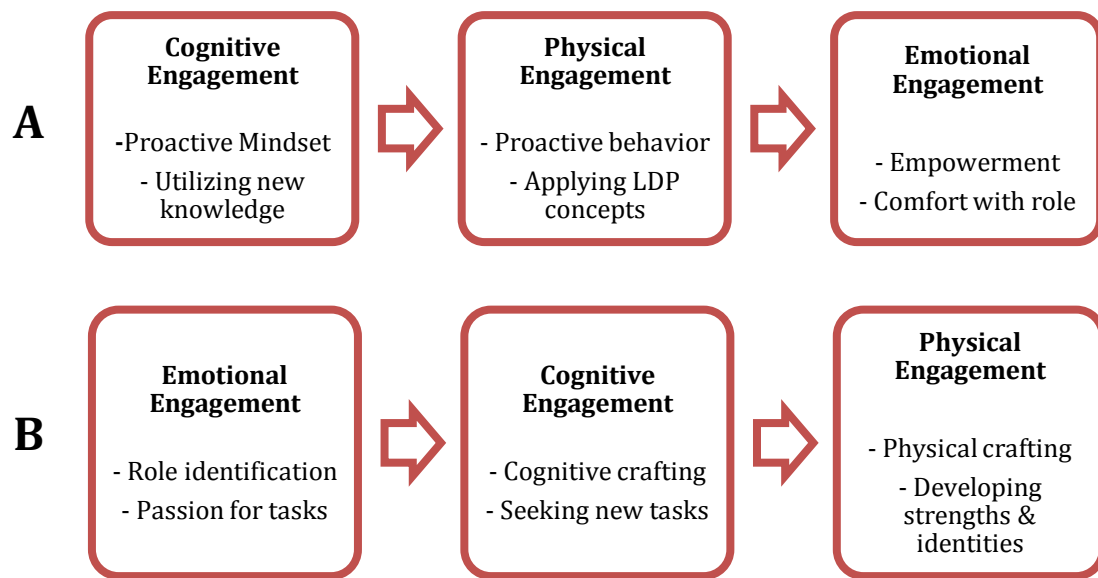 A
Cognitive
Engagement
-Proactive Mindset
- Utilizing new
knowledge
Physical
Engagement
- Proactive behavior
- Applying LDP
concepts
Emotional
Engagement
- Empowerment
- Comfort with role
B
Emotional
Engagement
- Role identification
- Passion for tasks
Cognitive
Engagement
- Cognitive crafting
- Seeking new tasks
Physical
Engagement
- Physical crafting
- Developing
strengths &
identities